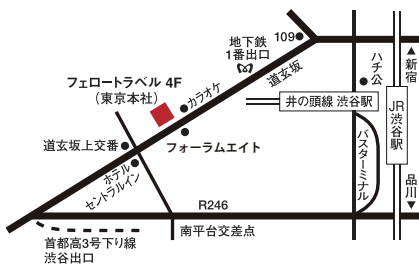 109
地下鉄
1番出口
道玄坂
ハチ公
▲新宿
フェロートラベル 4F
(東京本社)
カラオケ
井の頭線 渋谷駅
JR渋谷駅
道玄坂上交番
フォーラムエイト
バスターミナル
ホテル
セントラルイン
品川▼
R246
南平台交差点
首都高3号下り線
渋谷出口